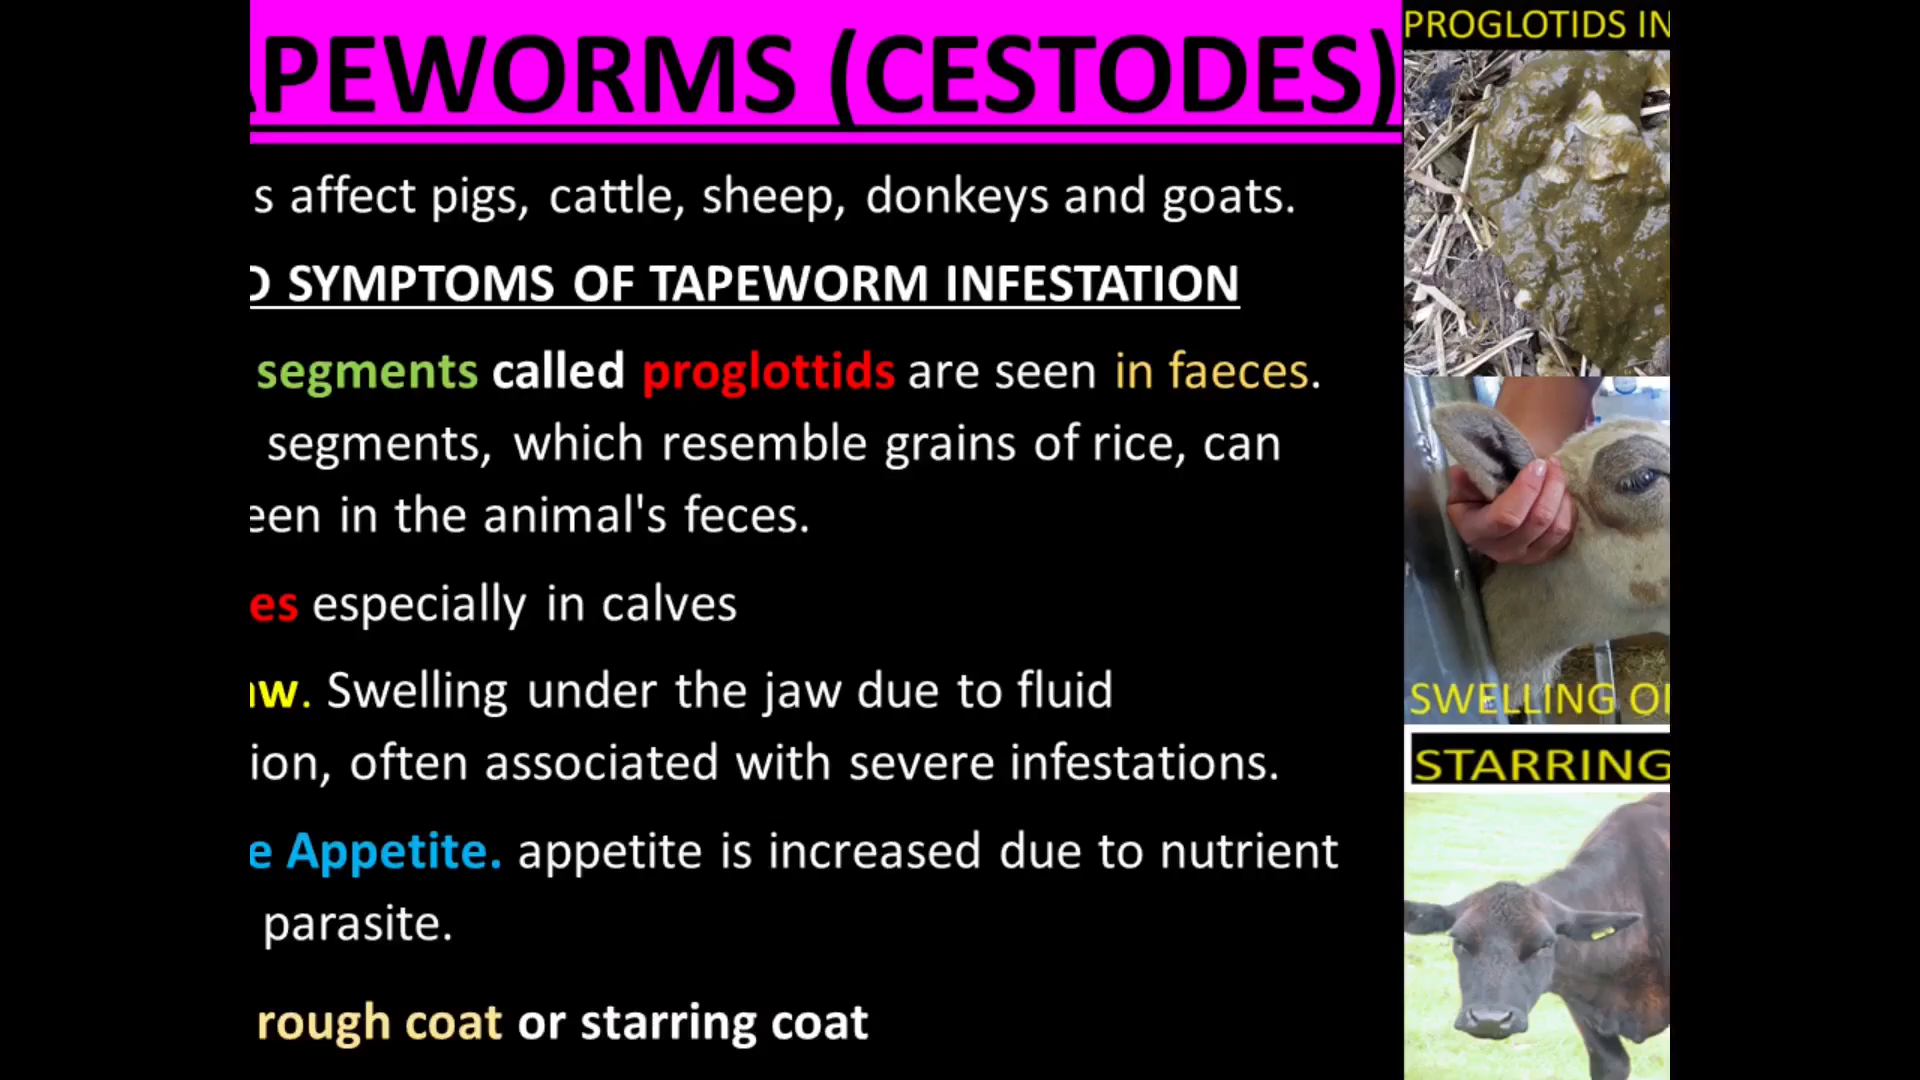 TAPEWORMS (CESTODES)
s affect pigs, cattle, sheep, donkeys and goats.
D SYMPTOMS OF TAPEWORM INFESTATION
segments called proglottids are seen in faeces.
segments, which resemble grains of rice, can
een in the animal's feces.
es especially in calves
aw. Swelling under the jaw due to fluid
ion, often associated with severe infestations.
e Appetite. appetite is increased due to nutrient
parasite.
rough coat or starring coat
PROGLOTIDS IN
SWELLING O
STARRING